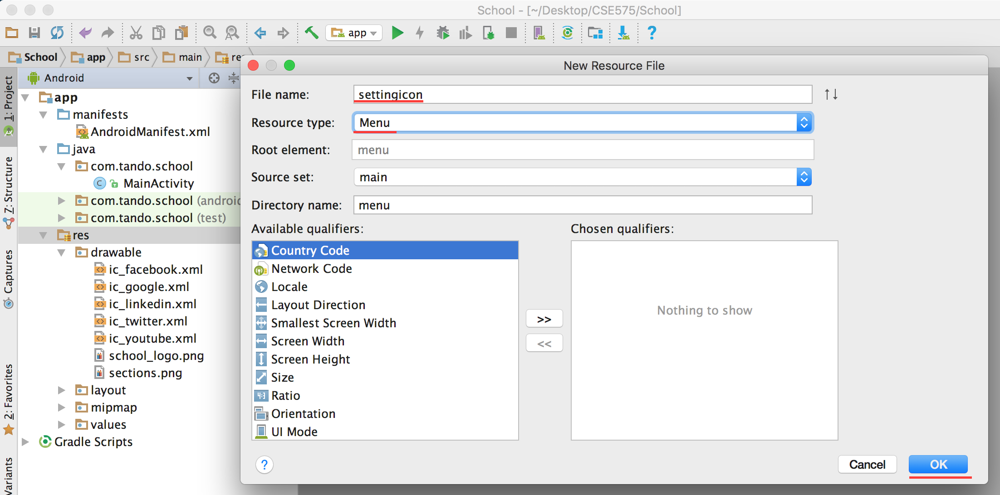 School - [~/Desktop/CSE575/School]
app
School app src main res
Android
1: Project
7: Structure
Captures
2: Favorites
Variants
app
manifests
AndroidManifest.xml
java
com.tando.school
MainActivity
com.tando.school (android
com.tando.school (test)
res
drawable
ic_facebook.xml
ic_google.xml
ic_linkedin.xml
ic_twitter.xml
ic_youtube.xml
school_logo.png
sections.png
layout
mipmap
values
Gradle Scripts
New Resource File
File name: settingicon
Resource type: Menu
Root element: menu
Source set: main
Directory name: menu
Available qualifiers: Chosen qualifiers:
Country Code
Network Code
Locale
Layout Direction
Smallest Screen Width
Screen Width
Screen Height
Size
Ratio
Orientation
UI Mode
>>
<<
Nothing to show
?
Cancel OK